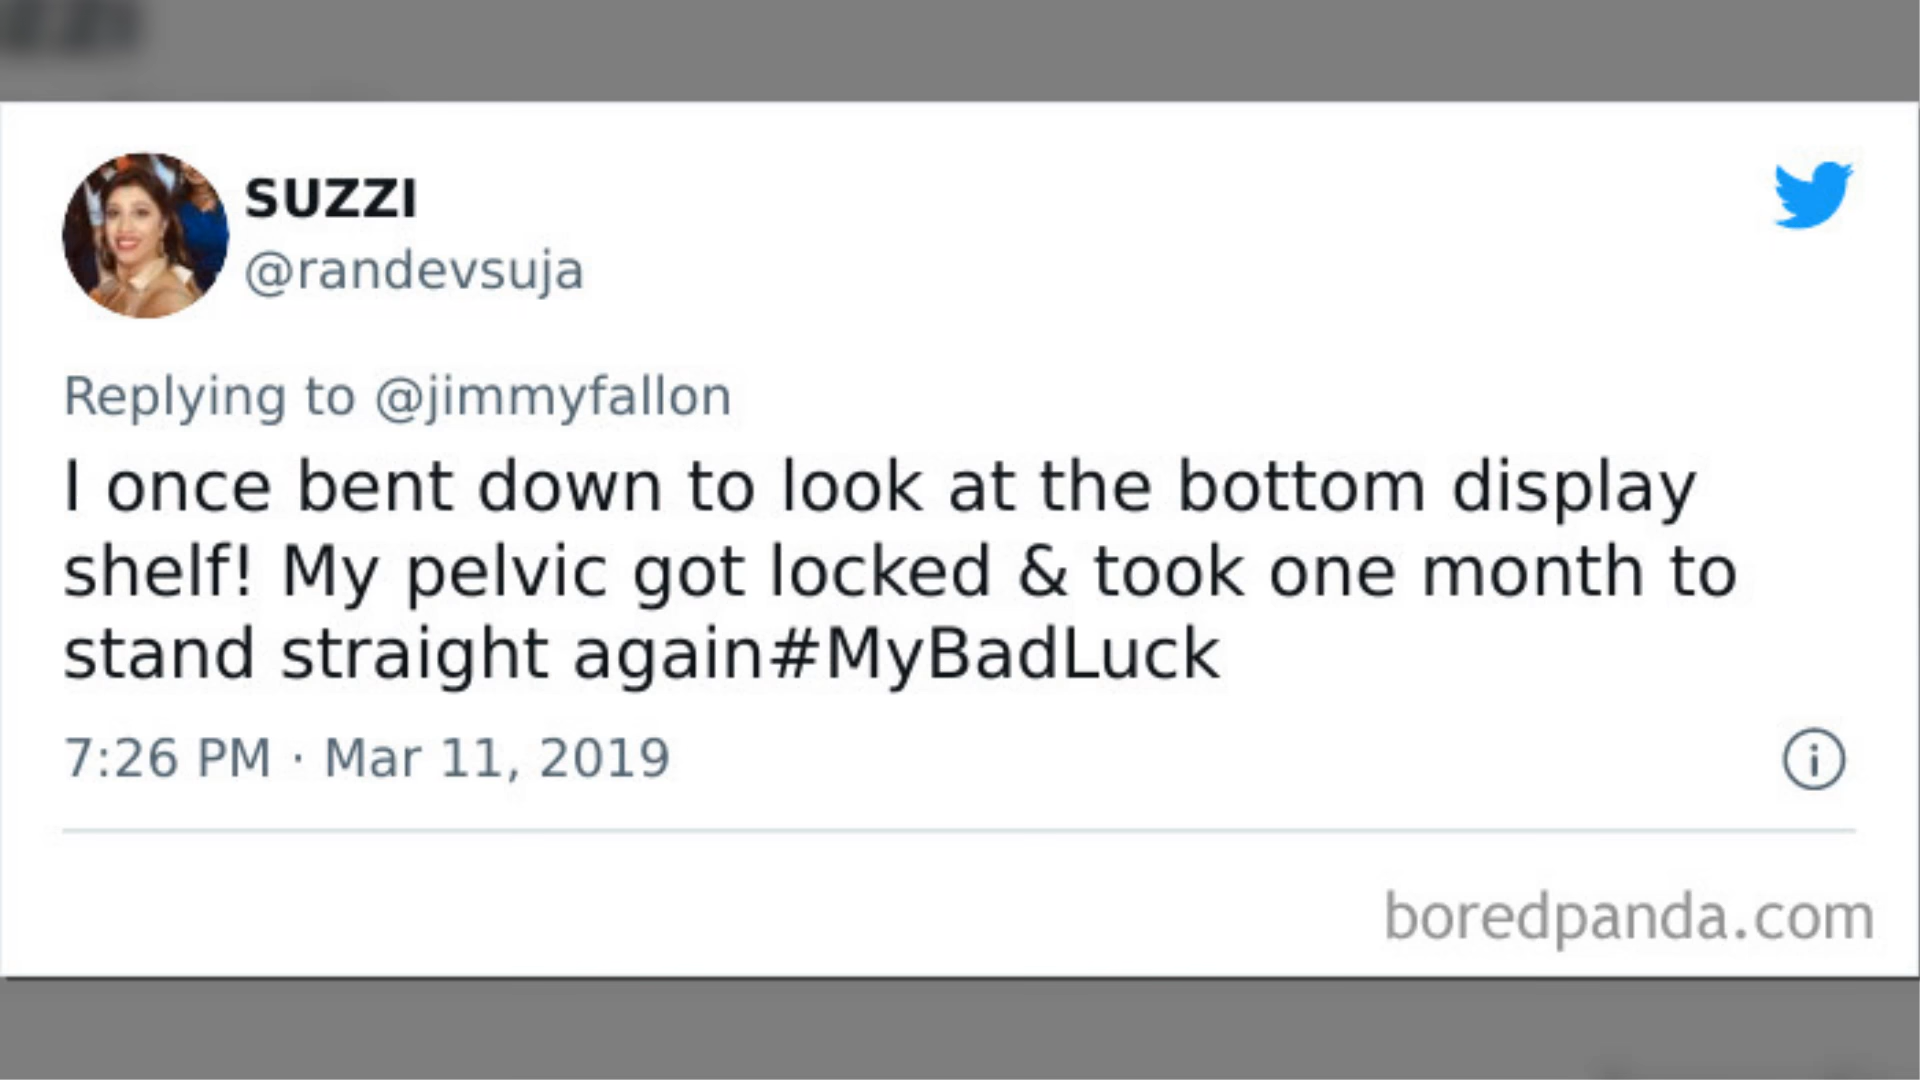 SUZZI
@randevsuja
Replying to @jimmyfallon
I once bent down to look at the bottom display
shelf! My pelvic got locked & took one month to
stand straight again#MyBadLuck
7:26 PM · Mar 11, 2019
boredpanda.com